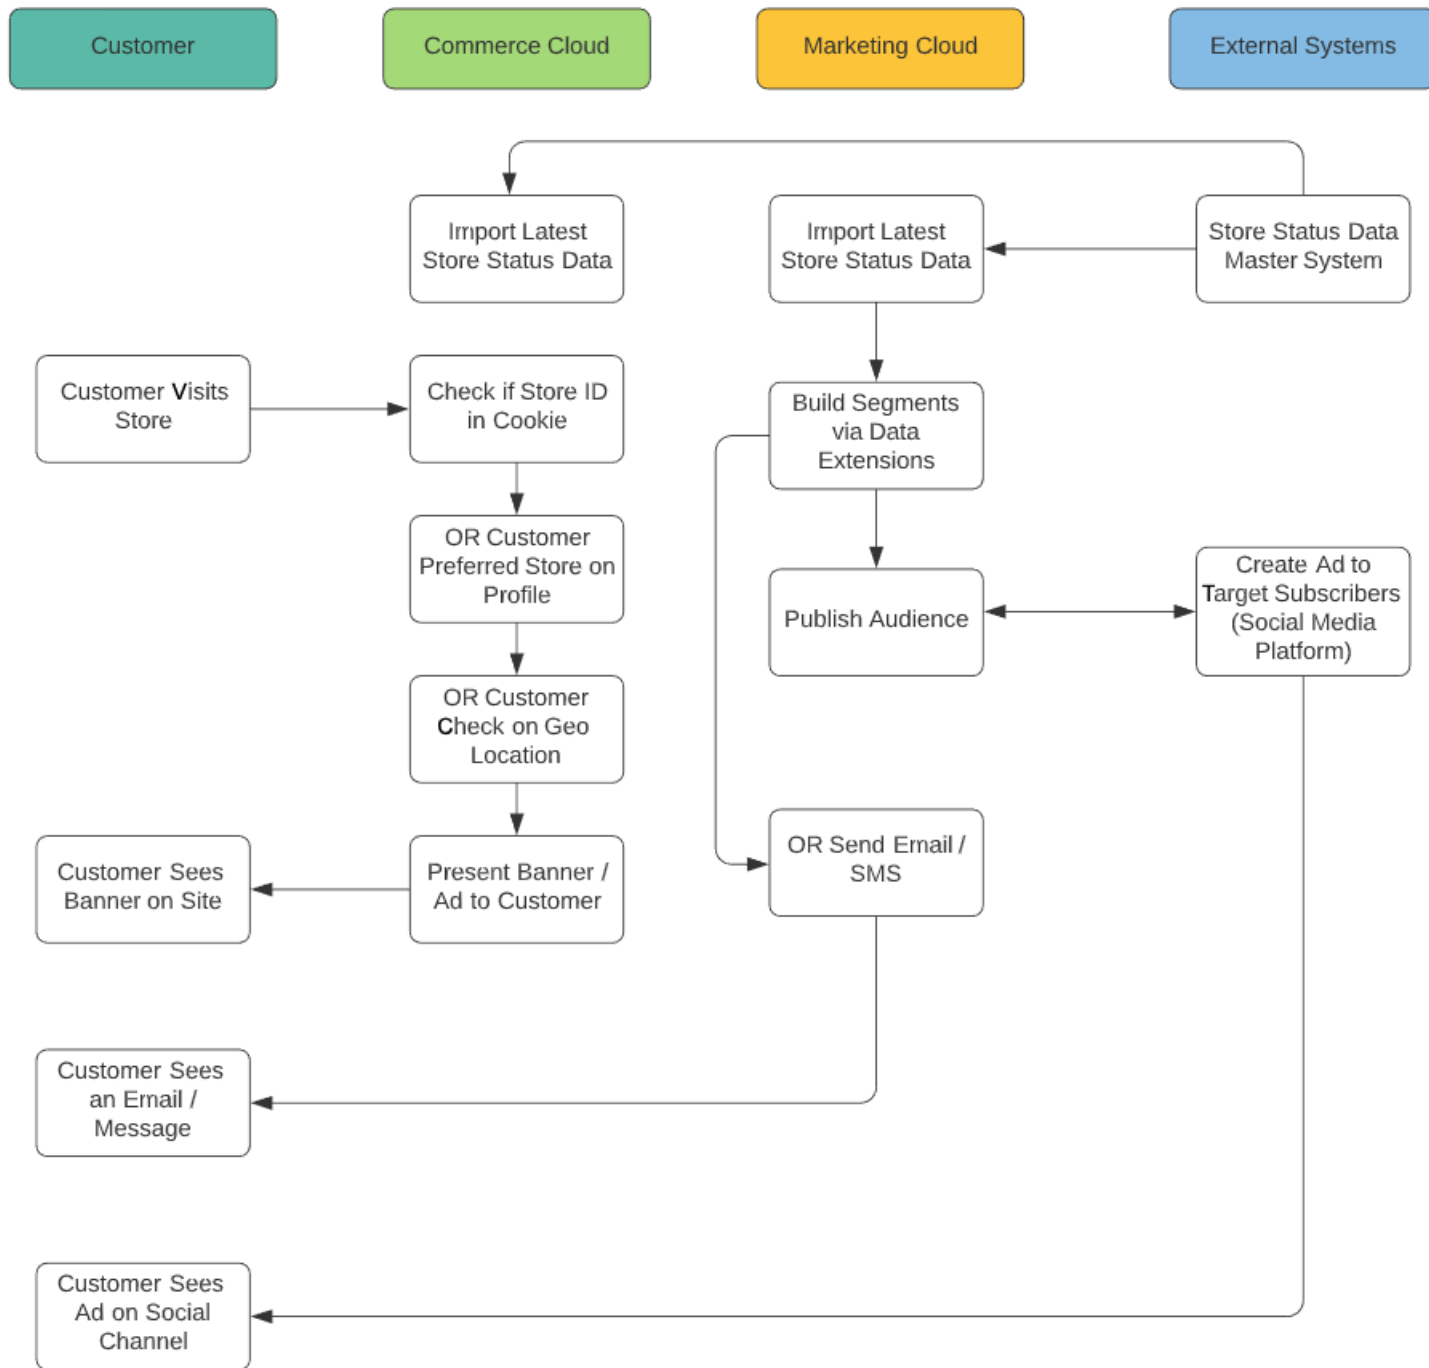 Customer
Commerce Cloud
Marketing Cloud
External Systems
Import Latest
Store Status Data
Import Latest
Store Status Data
Store Status Data
Master System
Customer Visits
Store
Check if Store ID
in Cookie
Build Segments
via Data
Extensions
OR Customer
Preferred Store on
Profile
Publish Audience
Create Ad to
Target Subscribers
(Social Media
Platform)
OR Customer
Check on Geo
Location
Customer Sees
Banner on Site
Present Banner /
Ad to Customer
OR Send Email /
SMS
Customer Sees
an Email /
Message
Customer Sees
Ad on Social
Channel